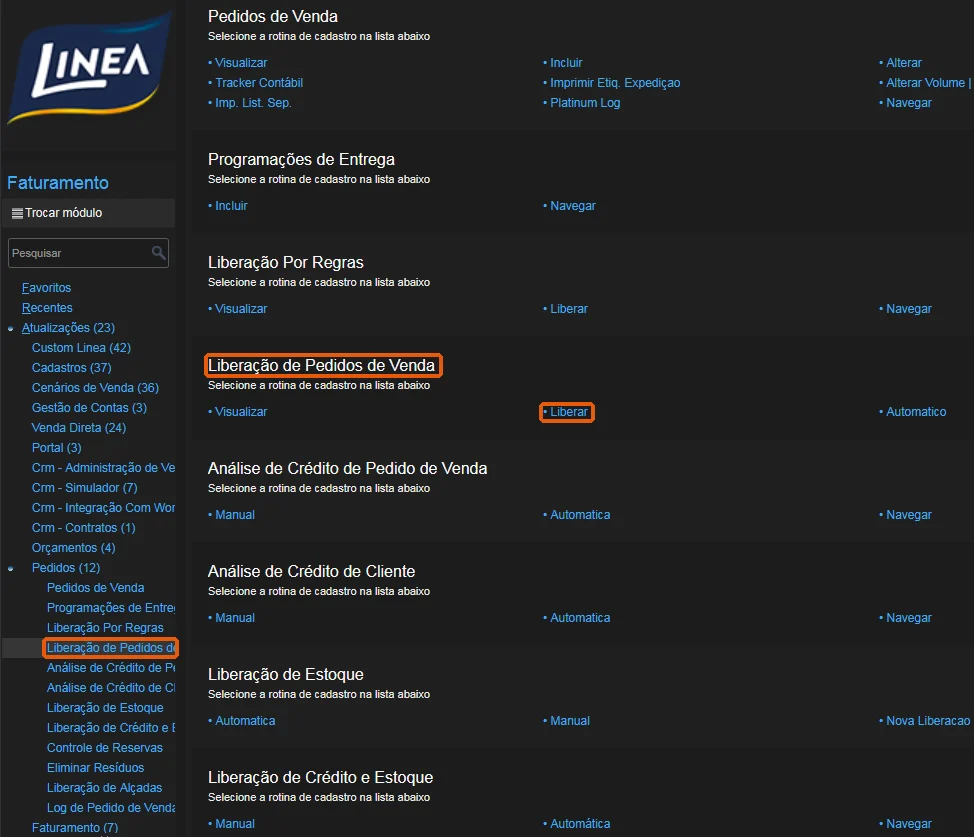 LINEA
Faturamento
Trocar módulo
Pesquisar
Favoritos
Recentes
Atualizações (23)
Custom Linea (42)
Cadastros (37)
Cenários de Venda (36)
Gestão de Contas (3)
Venda Direta (24)
Portal (3)
Crm - Administração de Ve
Crm - Simulador (7)
Crm - Integração Com Wor
Crm - Contratos (1)
Orçamentos (4)
Pedidos (12)
Pedidos de Venda
Programações de Entre
Liberação Por Regras
Liberação de Pedidos de
Análise de Crédito de Pe
Análise de Crédito de Cl
Liberação de Estoque
Liberação de Crédito e E
Controle de Reservas
Eliminar Resíduos
Liberação de Alçadas
Log de Pedido de Venda
Faturamento (7)
Pedidos de Venda
Selecione a rotina de cadastro na lista abaixo
• Visualizar • Incluir • Alterar
• Tracker Contábil • Imprimir Etiq. Expediçao • Alterar Volume |
• Imp. List. Sep. • Platinum Log • Navegar
Programações de Entrega
Selecione a rotina de cadastro na lista abaixo
• Incluir • Navegar
Liberação Por Regras
Selecione a rotina de cadastro na lista abaixo
• Visualizar • Liberar • Navegar
Liberação de Pedidos de Venda
Selecione a rotina de cadastro na lista abaixo
• Visualizar • Liberar • Automatico
Análise de Crédito de Pedido de Venda
Selecione a rotina de cadastro na lista abaixo
• Manual • Automatica • Navegar
Análise de Crédito de Cliente
Selecione a rotina de cadastro na lista abaixo
• Manual • Automatica • Navegar
Liberação de Estoque
Selecione a rotina de cadastro na lista abaixo
• Automatica • Manual • Nova Liberacao
Liberação de Crédito e Estoque
Selecione a rotina de cadastro na lista abaixo
• Manual • Automática • Navegar